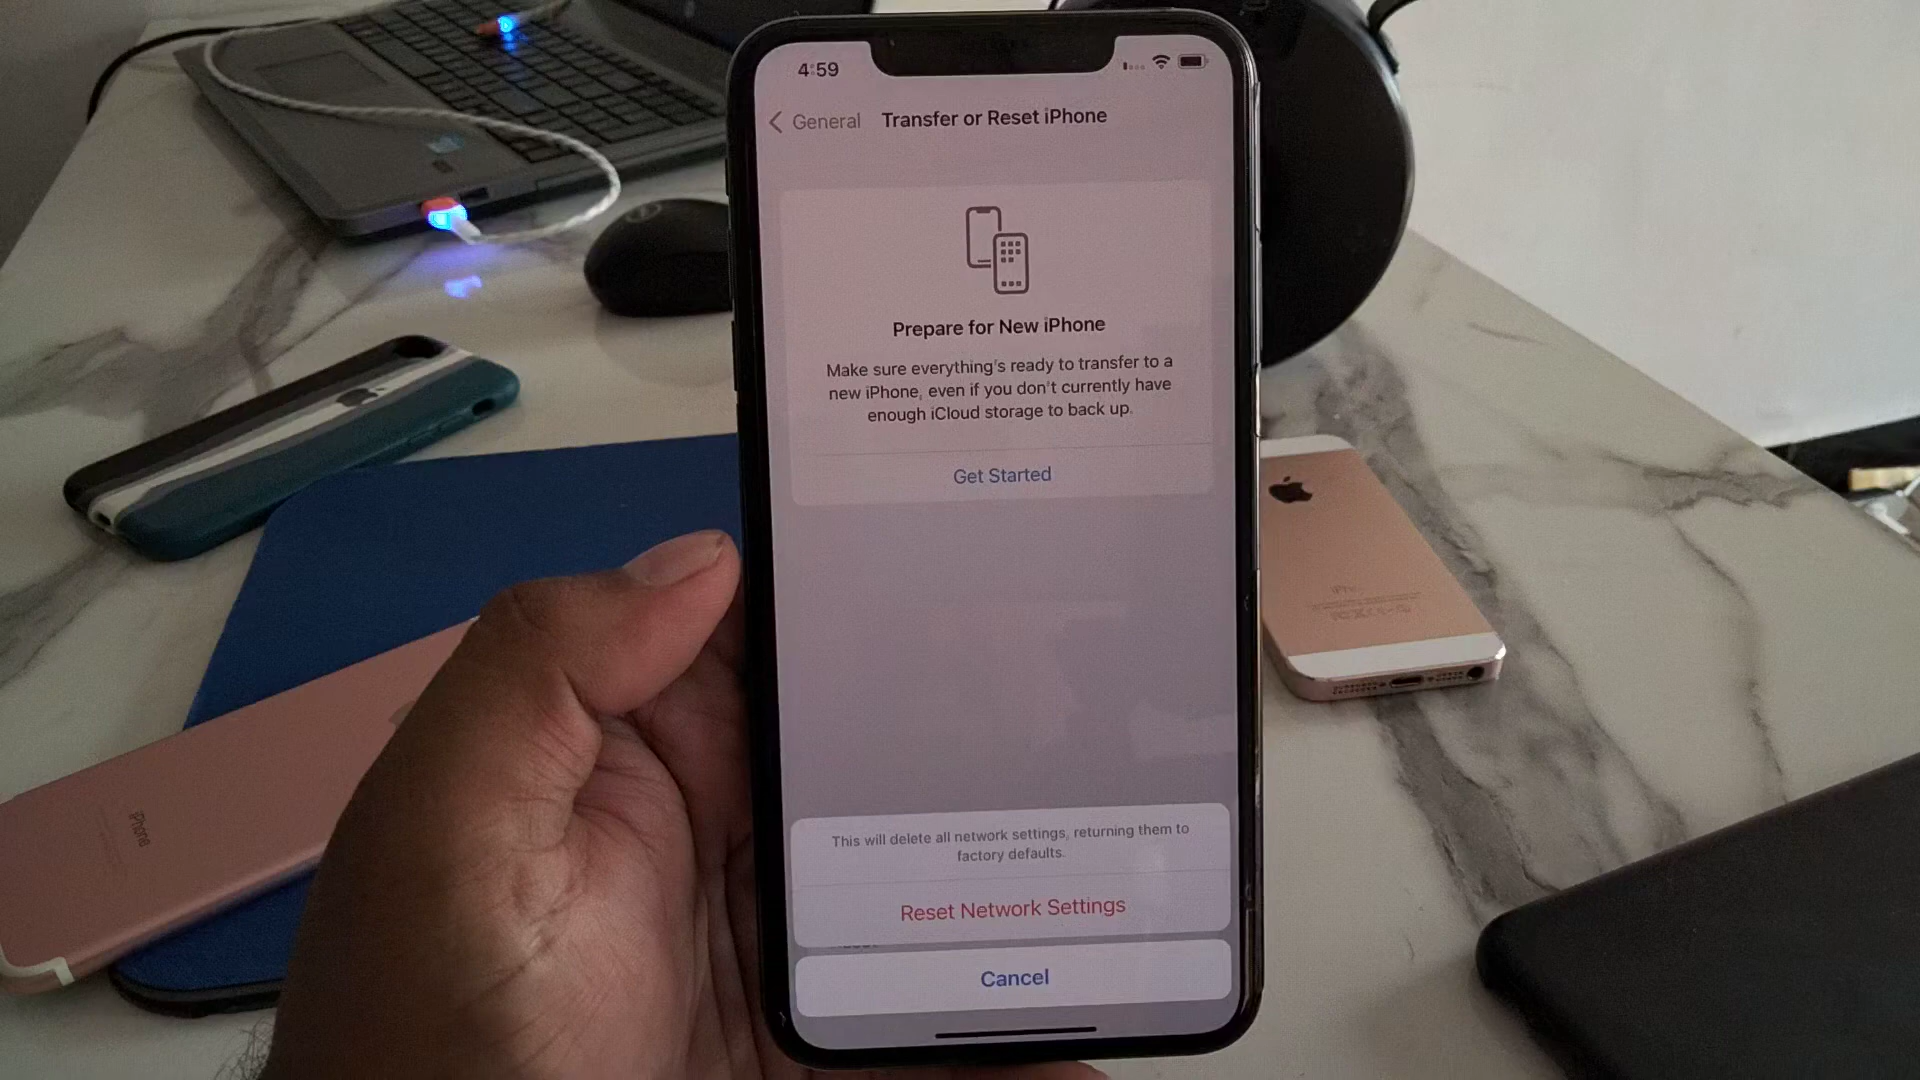 4:59
General
Transfer or Reset iPhone
Prepare for New iPhone
Make sure everything's ready to transfer to a
new iPhone, even if you don't currently have
enough iCloud storage to back up.
Get Started
This will delete all network settings, returning them to
factory defaults.
Reset Network Settings
Cancel
iPhone